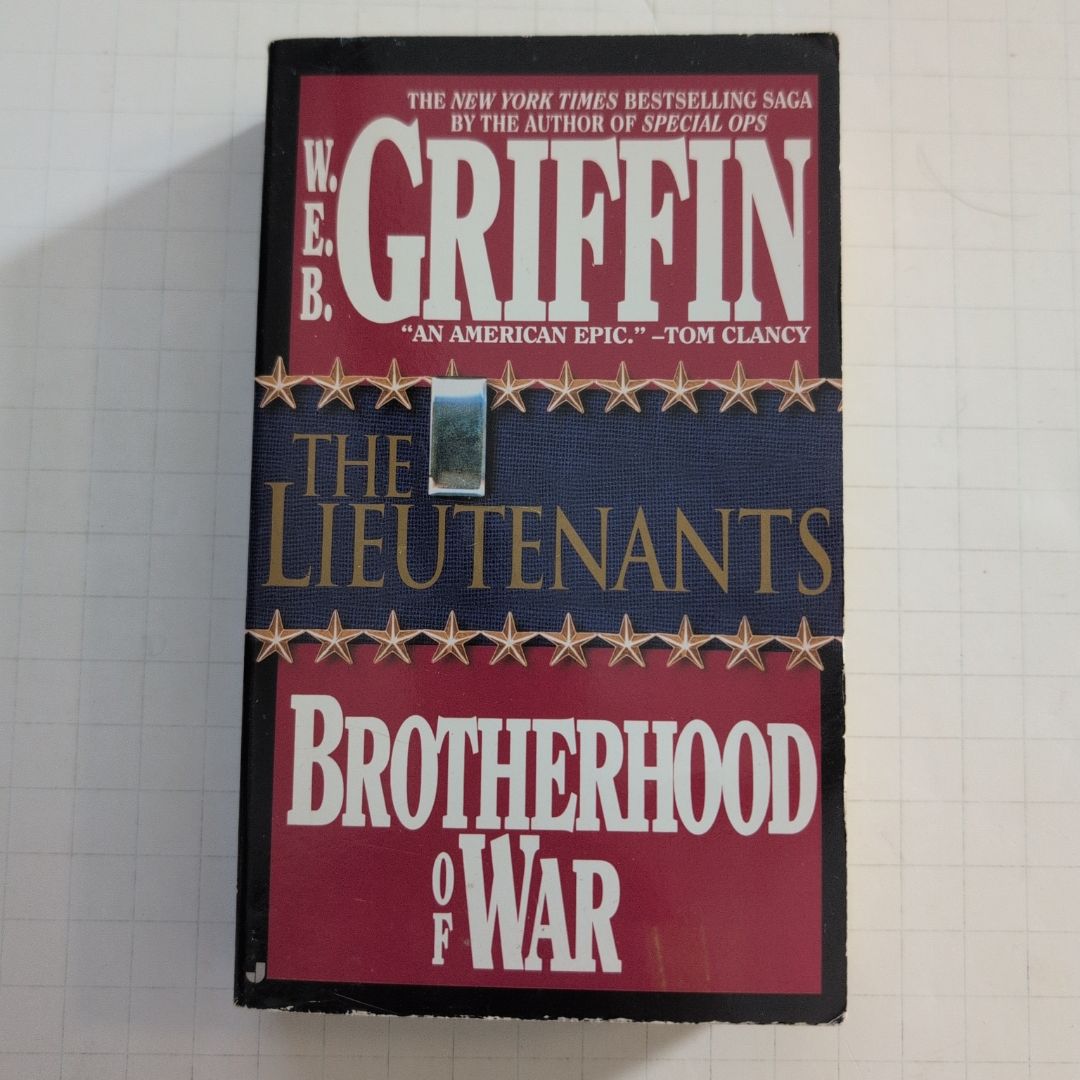 THE NEW YORK TIMES BESTSELLING SAGA
BY THE AUTHOR OF SPECIAL OPS
W.E.B.
GRIFFIN
“AN AMERICAN EPIC.” –TOM CLANCY
THE
LIEUTENANTS
BROTHERHOOD
OF WAR
J